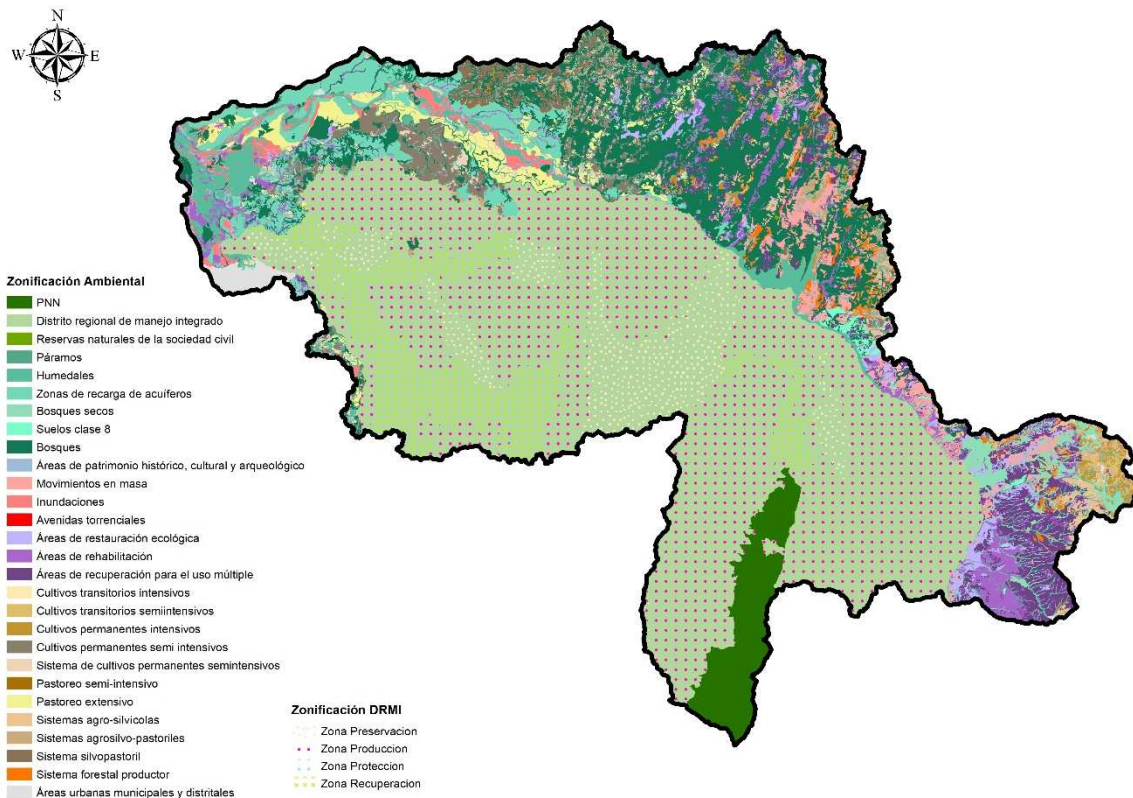 N
W E
S
Zonificación Ambiental
PNN
Distrito regional de manejo integrado
Reservas naturales de la sociedad civil
Páramos
Humedales
Zonas de recarga de acuíferos
Bosques secos
Suelos clase 8
Bosques
Áreas de patrimonio histórico, cultural y arqueológico
Movimientos en masa
Inundaciones
Avenidas torrenciales
Áreas de restauración ecológica
Áreas de rehabilitación
Áreas de recuperación para el uso múltiple
Cultivos transitorios intensivos
Cultivos transitorios semiintensivos
Cultivos permanentes intensivos
Cultivos permanentes semi intensivos
Sistema de cultivos permanentes semintensivos
Pastoreo semi-intensivo
Pastoreo extensivo
Sistemas agro-silvicolas
Sistemas agrosilvo-pastoriles
Sistema silvopastoril
Sistema forestal productor
Áreas urbanas municipales y distritales
Zonificación DRMI
Zona Preservacion
Zona Produccion
Zona Proteccion
Zona Recuperacion